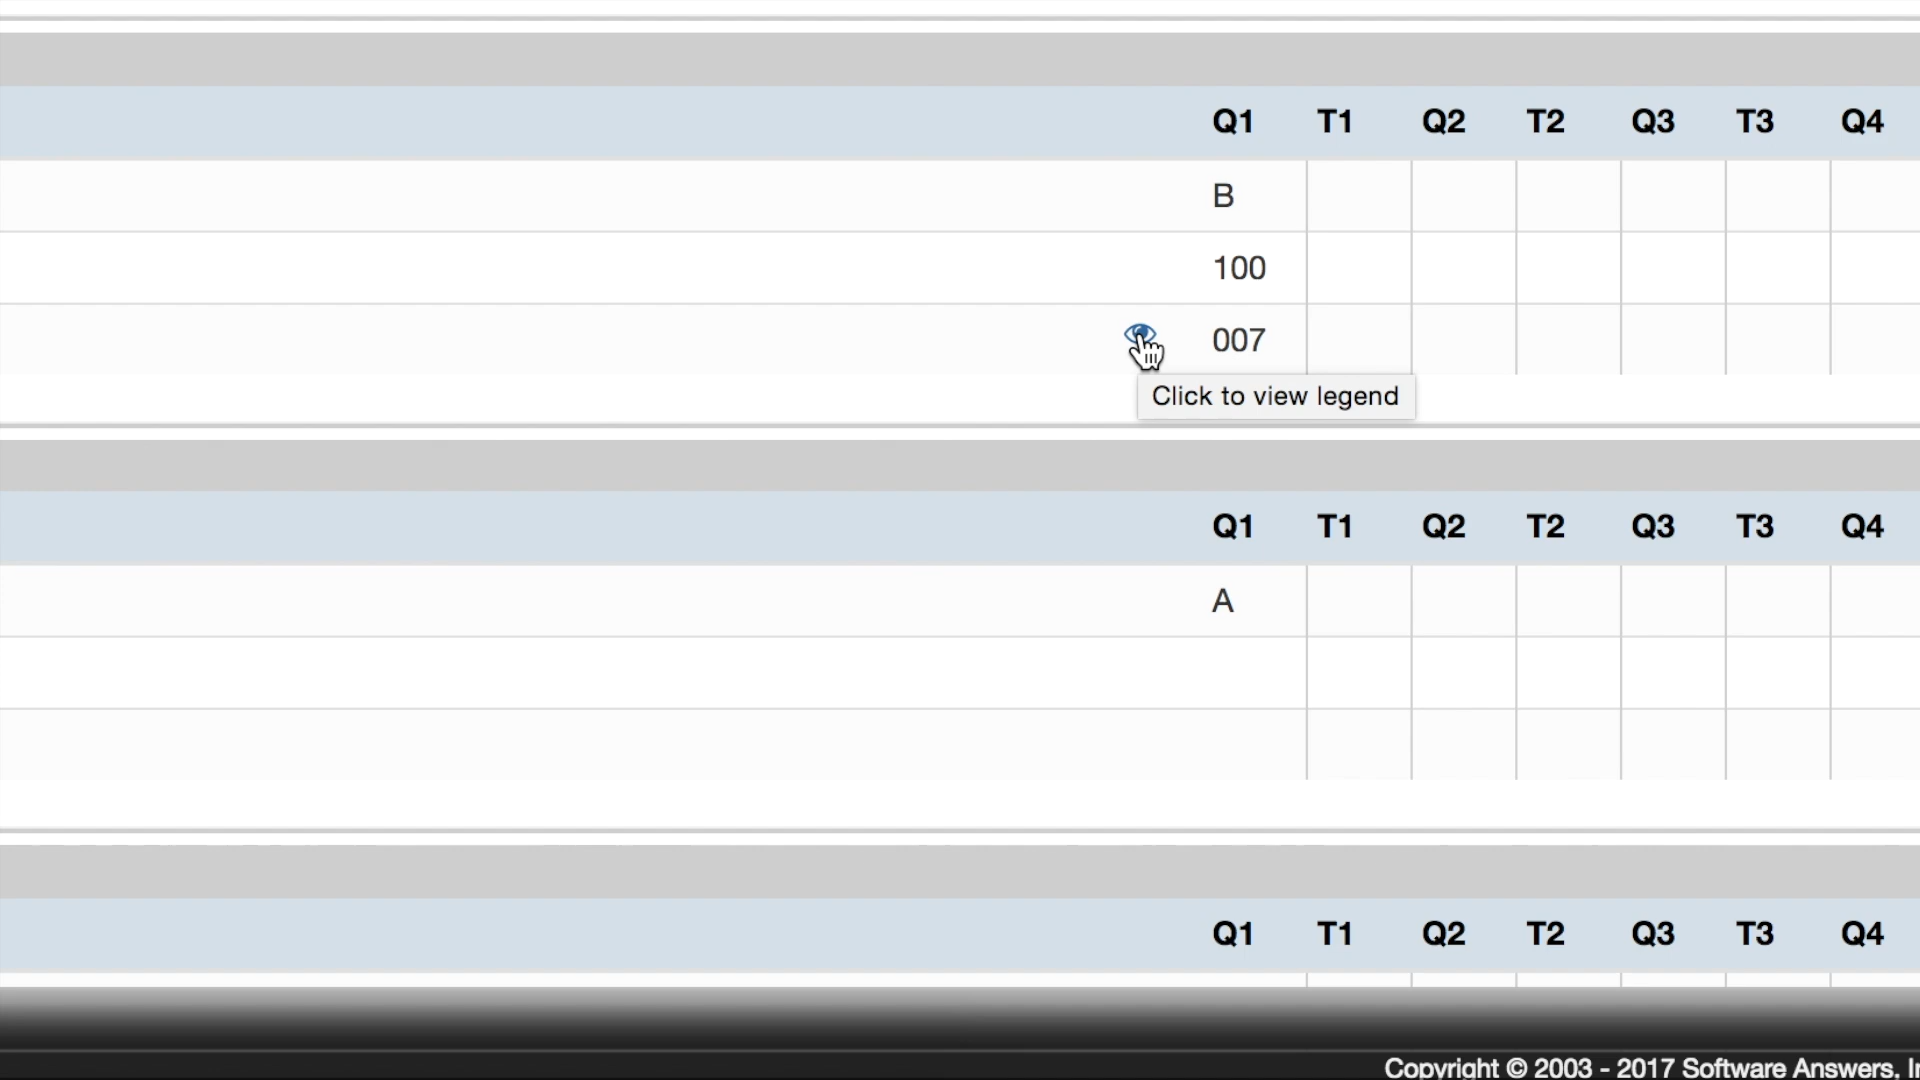 Q1 T1 Q2 T2 Q3 T3 Q4
B
100
007
Click to view legend
Q1 T1 Q2 T2 Q3 T3 Q4
A
Q1 T1 Q2 T2 Q3 T3 Q4
Copyright © 2003 - 2017 Software Answers, I